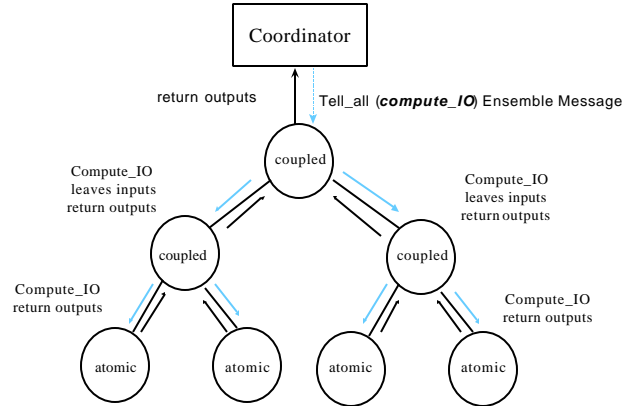 Coordinator
return outputs
Tell_all (compute_IO) Ensemble Message
coupled
Compute_IO
leaves inputs
return outputs
Compute_IO
leaves inputs
return outputs
coupled
coupled
Compute_IO
return outputs
Compute_IO
return outputs
atomic
atomic
atomic
atomic